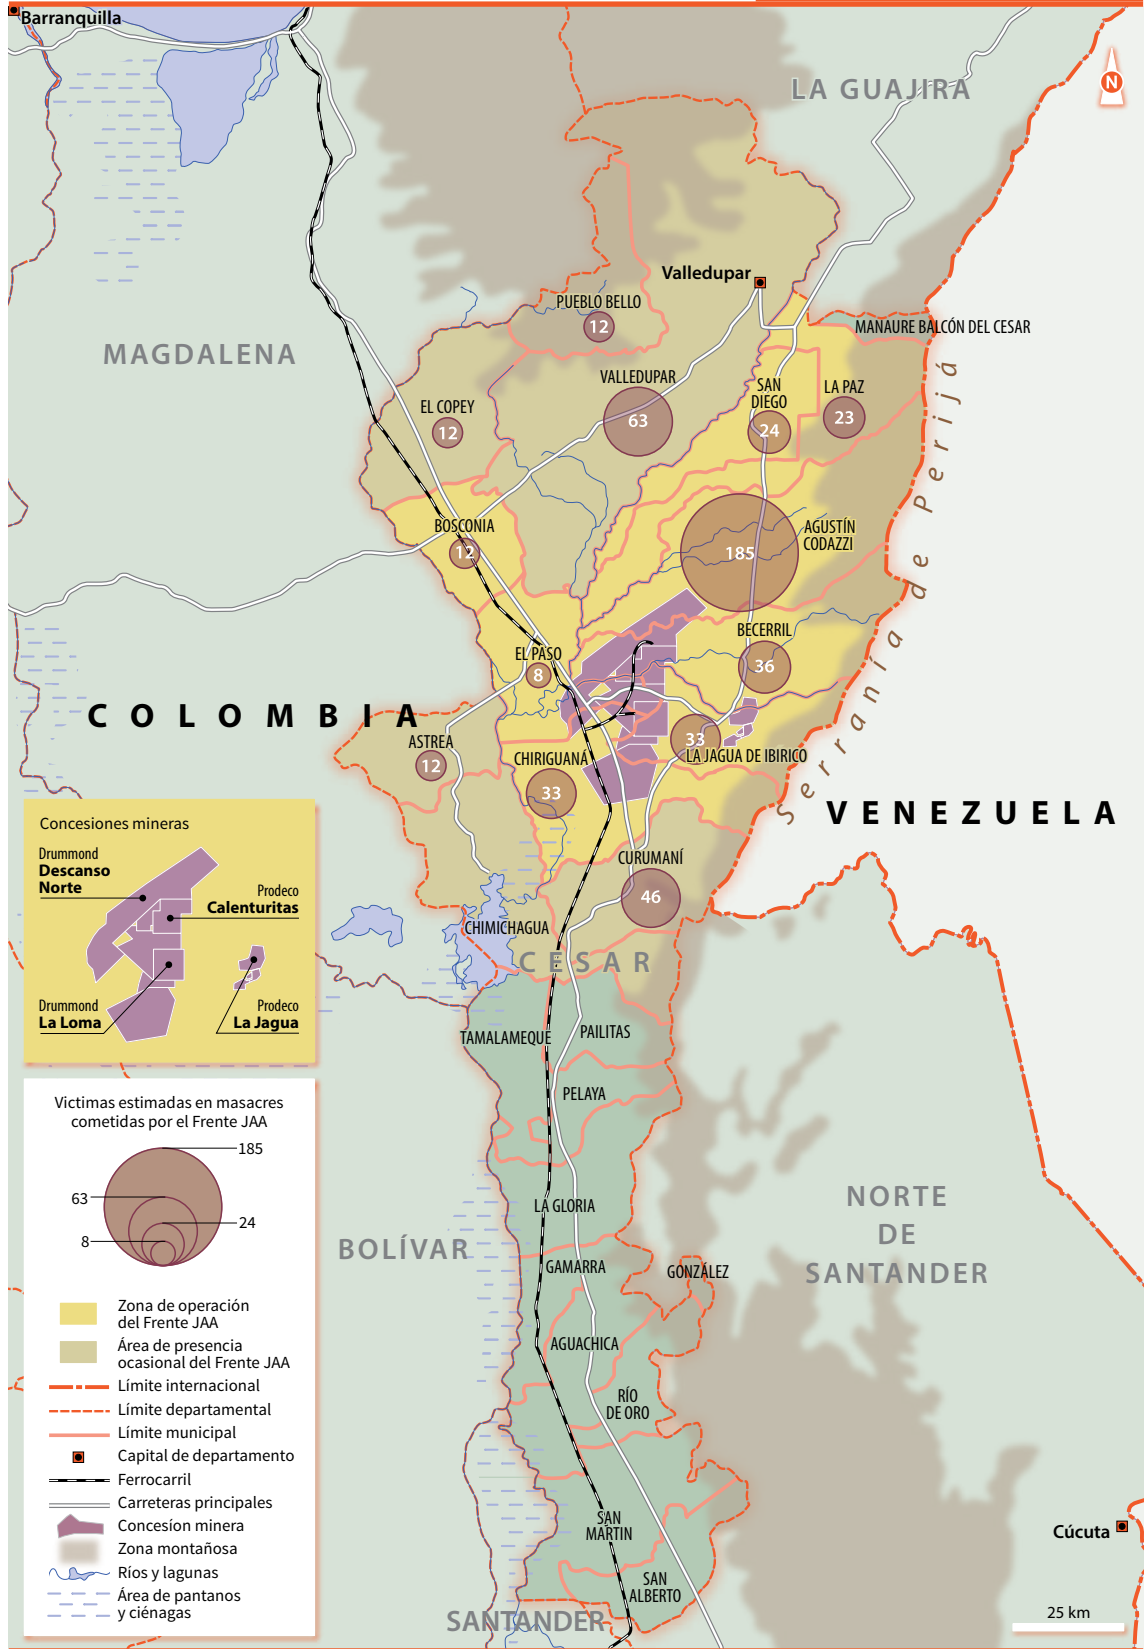 Barranquilla
LA GUAJIRA
N
Valledupar
PUEBLO BELLO
12
MANAURE BALCÓN DEL CESAR
MAGDALENA
VALLEDUPAR
63
SAN
DIEGO
24
LA PAZ
23
EL COPEY
12
Serranía de Perijá
BOSCONIA
12
AGUSTÍN
CODAZZI
185
BECERRIL
36
EL PASO
8
COLOMBIA
ASTREA
12
CHIRIGUANÁ
33
33
LA JAGUA DE IBIRICO
VENEZUELA
CURUMANÍ
46
CHIMICHAGUA
CESAR
TAMALAMEQUE
PAILITAS
PELAYA
LA GLORIA
BOLÍVAR
NORTE
DE
SANTANDER
GAMARRA
GONZÁLEZ
AGUACHICA
RÍO
DE ORO
SAN
MARTIN
SAN
ALBERTO
SANTANDER
Cúcuta
25 km
Concesiones mineras
Drummond
Descanso
Norte
Prodeco
Calenturitas
Drummond
La Loma
Prodeco
La Jagua
Victimas estimadas en masacres
cometidas por el Frente JAA
185
63
24
8
Zona de operación
del Frente JAA
Área de presencia
ocasional del Frente JAA
Límite internacional
Límite departamental
Límite municipal
Capital de departamento
Ferrocarril
Carreteras principales
Concesíon minera
Zona montañosa
Ríos y lagunas
Área de pantanos
y ciénagas